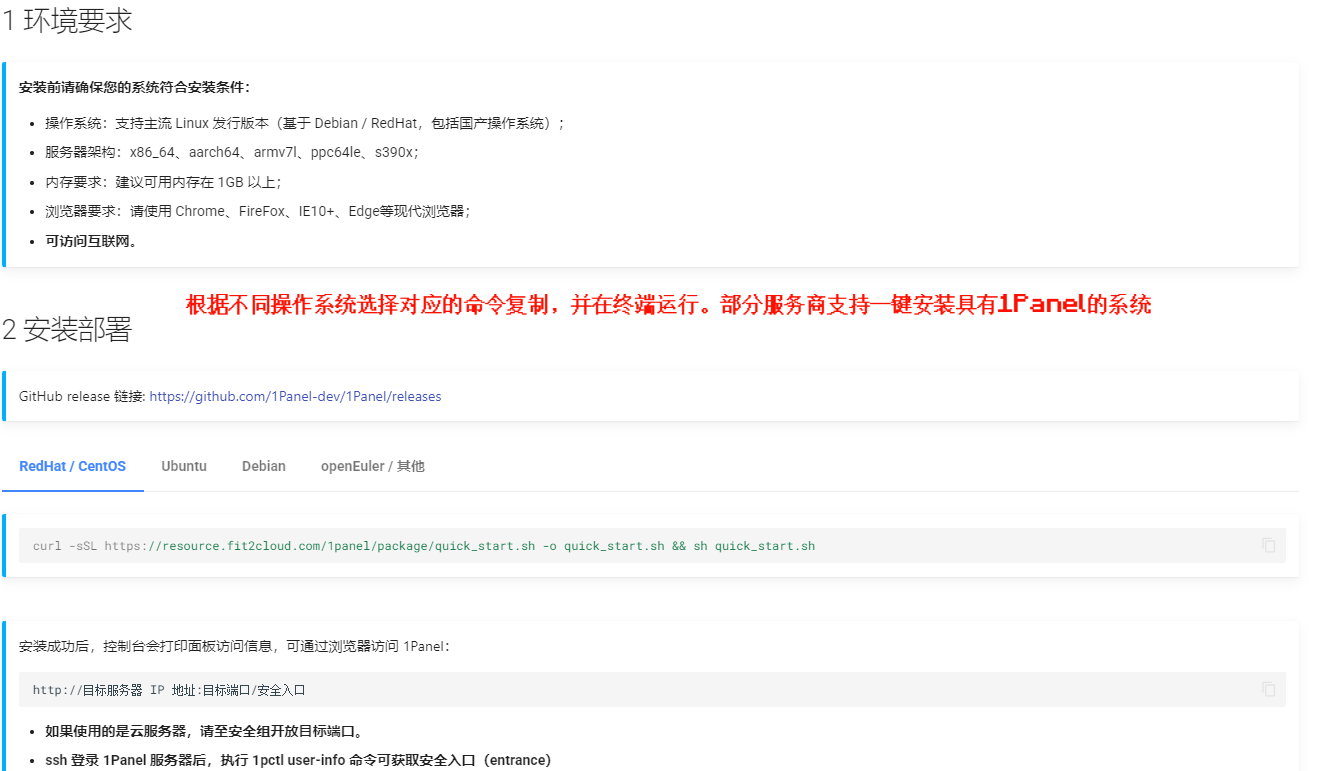 1 环境要求
安装前请确保您的系统符合安装条件：
操作系统：支持主流 Linux 发行版本（基于 Debian / RedHat，包括国产操作系统）；
服务器架构：x86_64、aarch64、armv7l、ppc64le、s390x；
内存要求：建议可用内存在 1GB 以上；
浏览器要求：请使用 Chrome、FireFox、IE10+、Edge等现代浏览器；
可访问互联网。
根据不同操作系统选择对应的命令复制，并在终端运行。部分服务商支持一键安装具有1Panel的系统
2 安装部署
GitHub release 链接: https://github.com/1Panel-dev/1Panel/releases
RedHat / CentOS Ubuntu Debian openEuler / 其他
curl -sSL https://resource.fit2cloud.com/1panel/package/quick_start.sh -o quick_start.sh && sh quick_start.sh
安装成功后，控制台会打印面板访问信息，可通过浏览器访问 1Panel：
http://目标服务器 IP 地址:目标端口/安全入口
如果使用的是云服务器，请至安全组开放目标端口。
ssh 登录 1Panel 服务器后，执行 1pctl user-info 命令可获取安全入口（entrance）